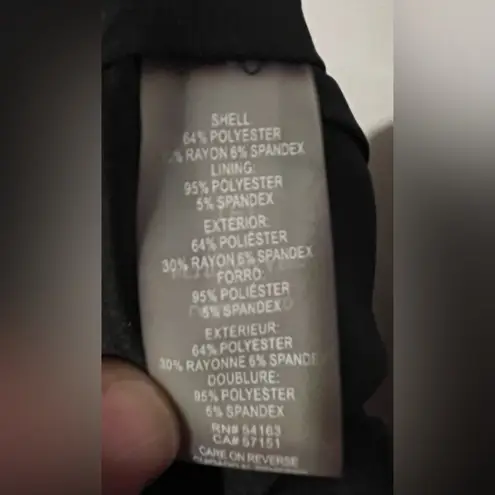 SHELL
64% POLYESTER
% RAYON 6% SPANDEX
LINING:
95% POLYESTER
5% SPANDEX
EXTERIOR:
64% POLIÉSTER
30% RAYON 6% SPANDEX
FORRO:
95% POLIÉSTER
5% SPANDEX
EXTÉRIEUR:
64% POLYESTER
30% RAYONNE 6% SPANDE
DOUBLURE:
95% POLYESTER
5% SPANDEX
RN# 54163
CA# 57151
CARE ON REVERSE